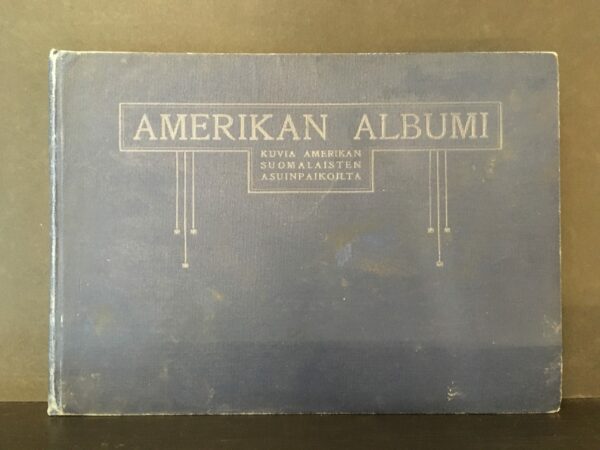 AMERIKAN ALBUMI
KUVIA AMERIKAN
SUOMALAISTEN
ASUINPAIKOILTA